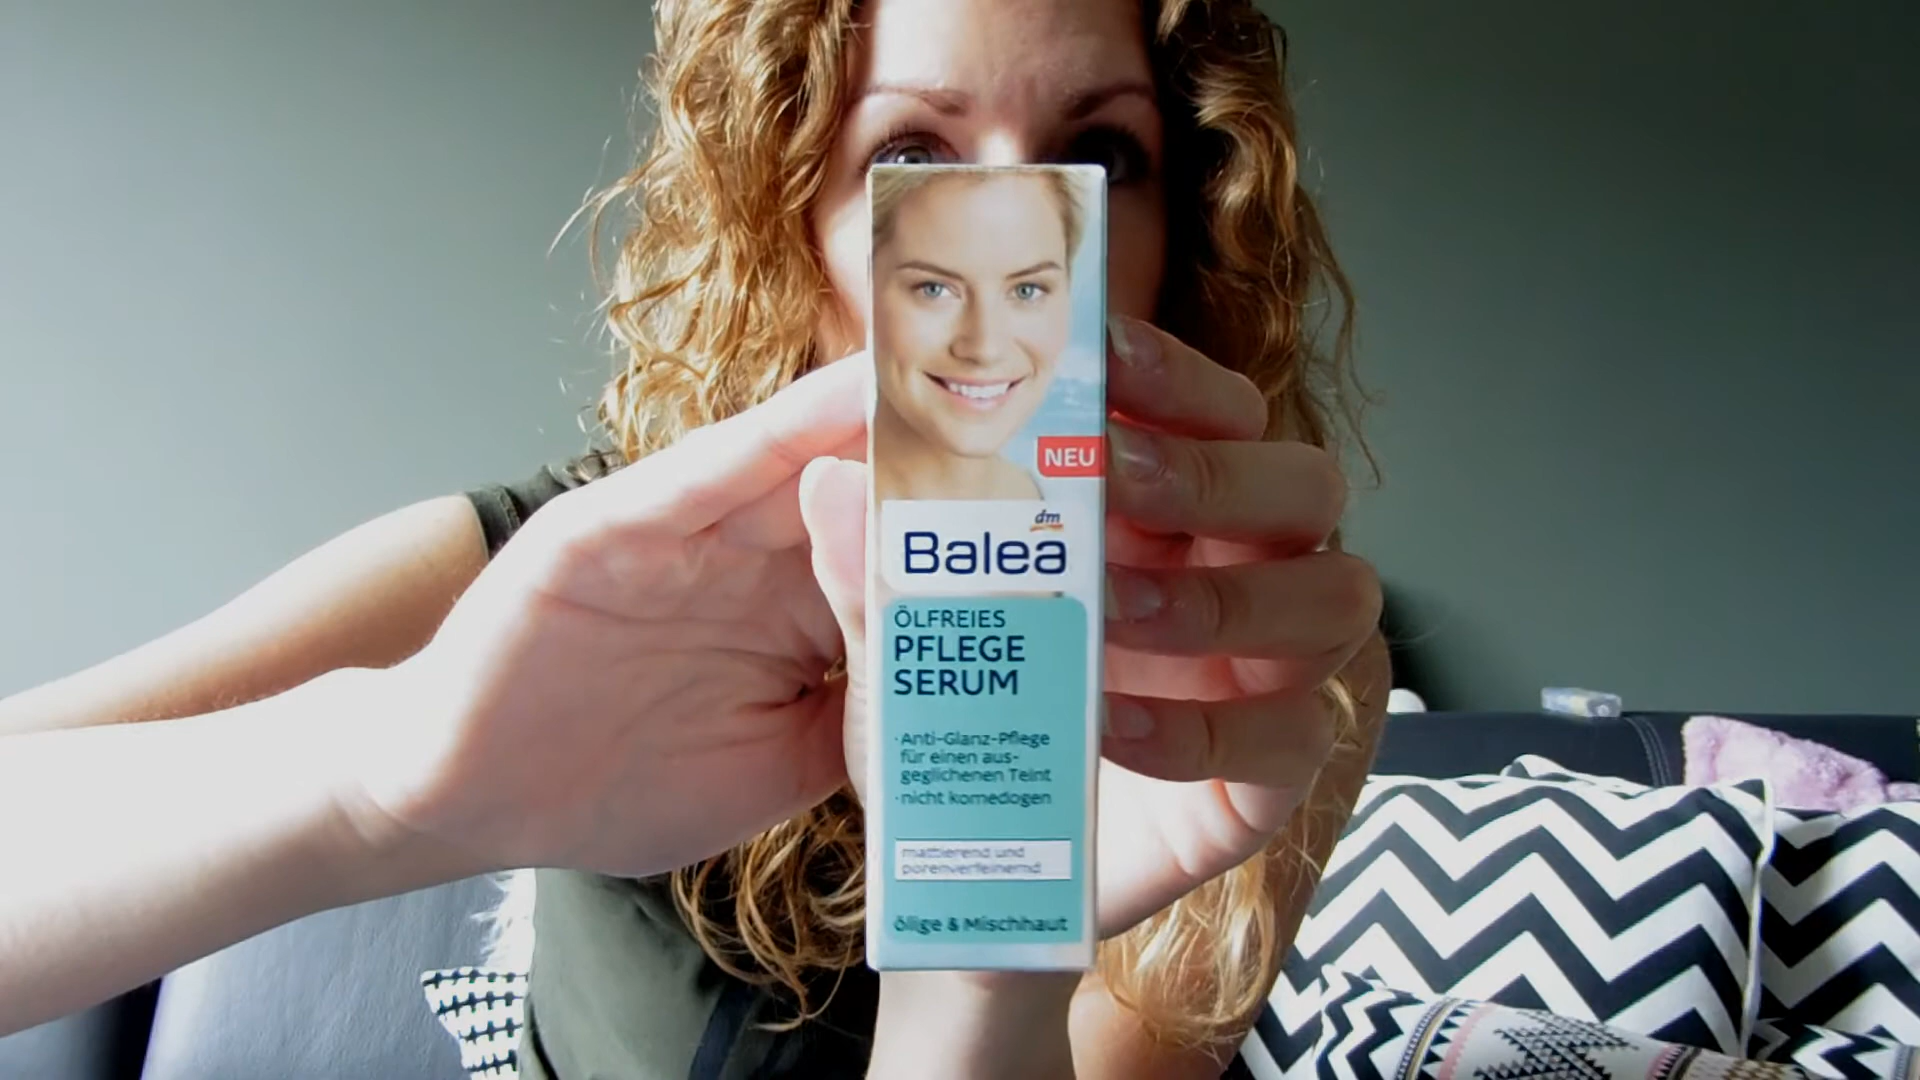 NEU
dm
Balea
ÖLFREIES
PFLEGE
SERUM
·Anti-Glanz-Pflege
für einen aus-
geglichenen Teint
·nicht komedogen
mattierend und
porenverfeinernd
ölige & Mischhaut